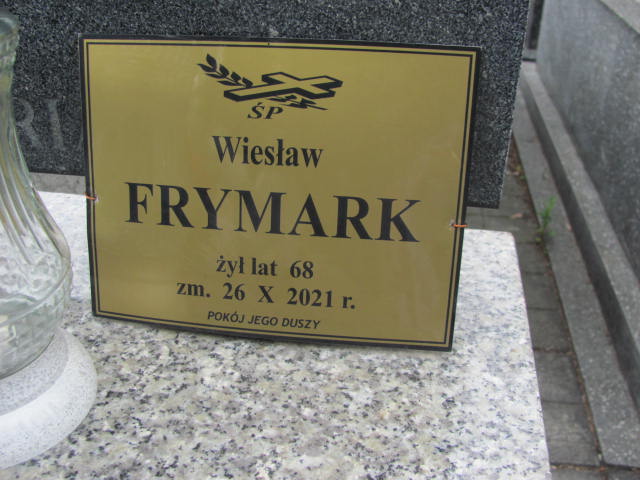 ŚP
Wiesław
FRYMARK
żył lat 68
zm. 26 X 2021 r.
POKÓJ JEGO DUSZY